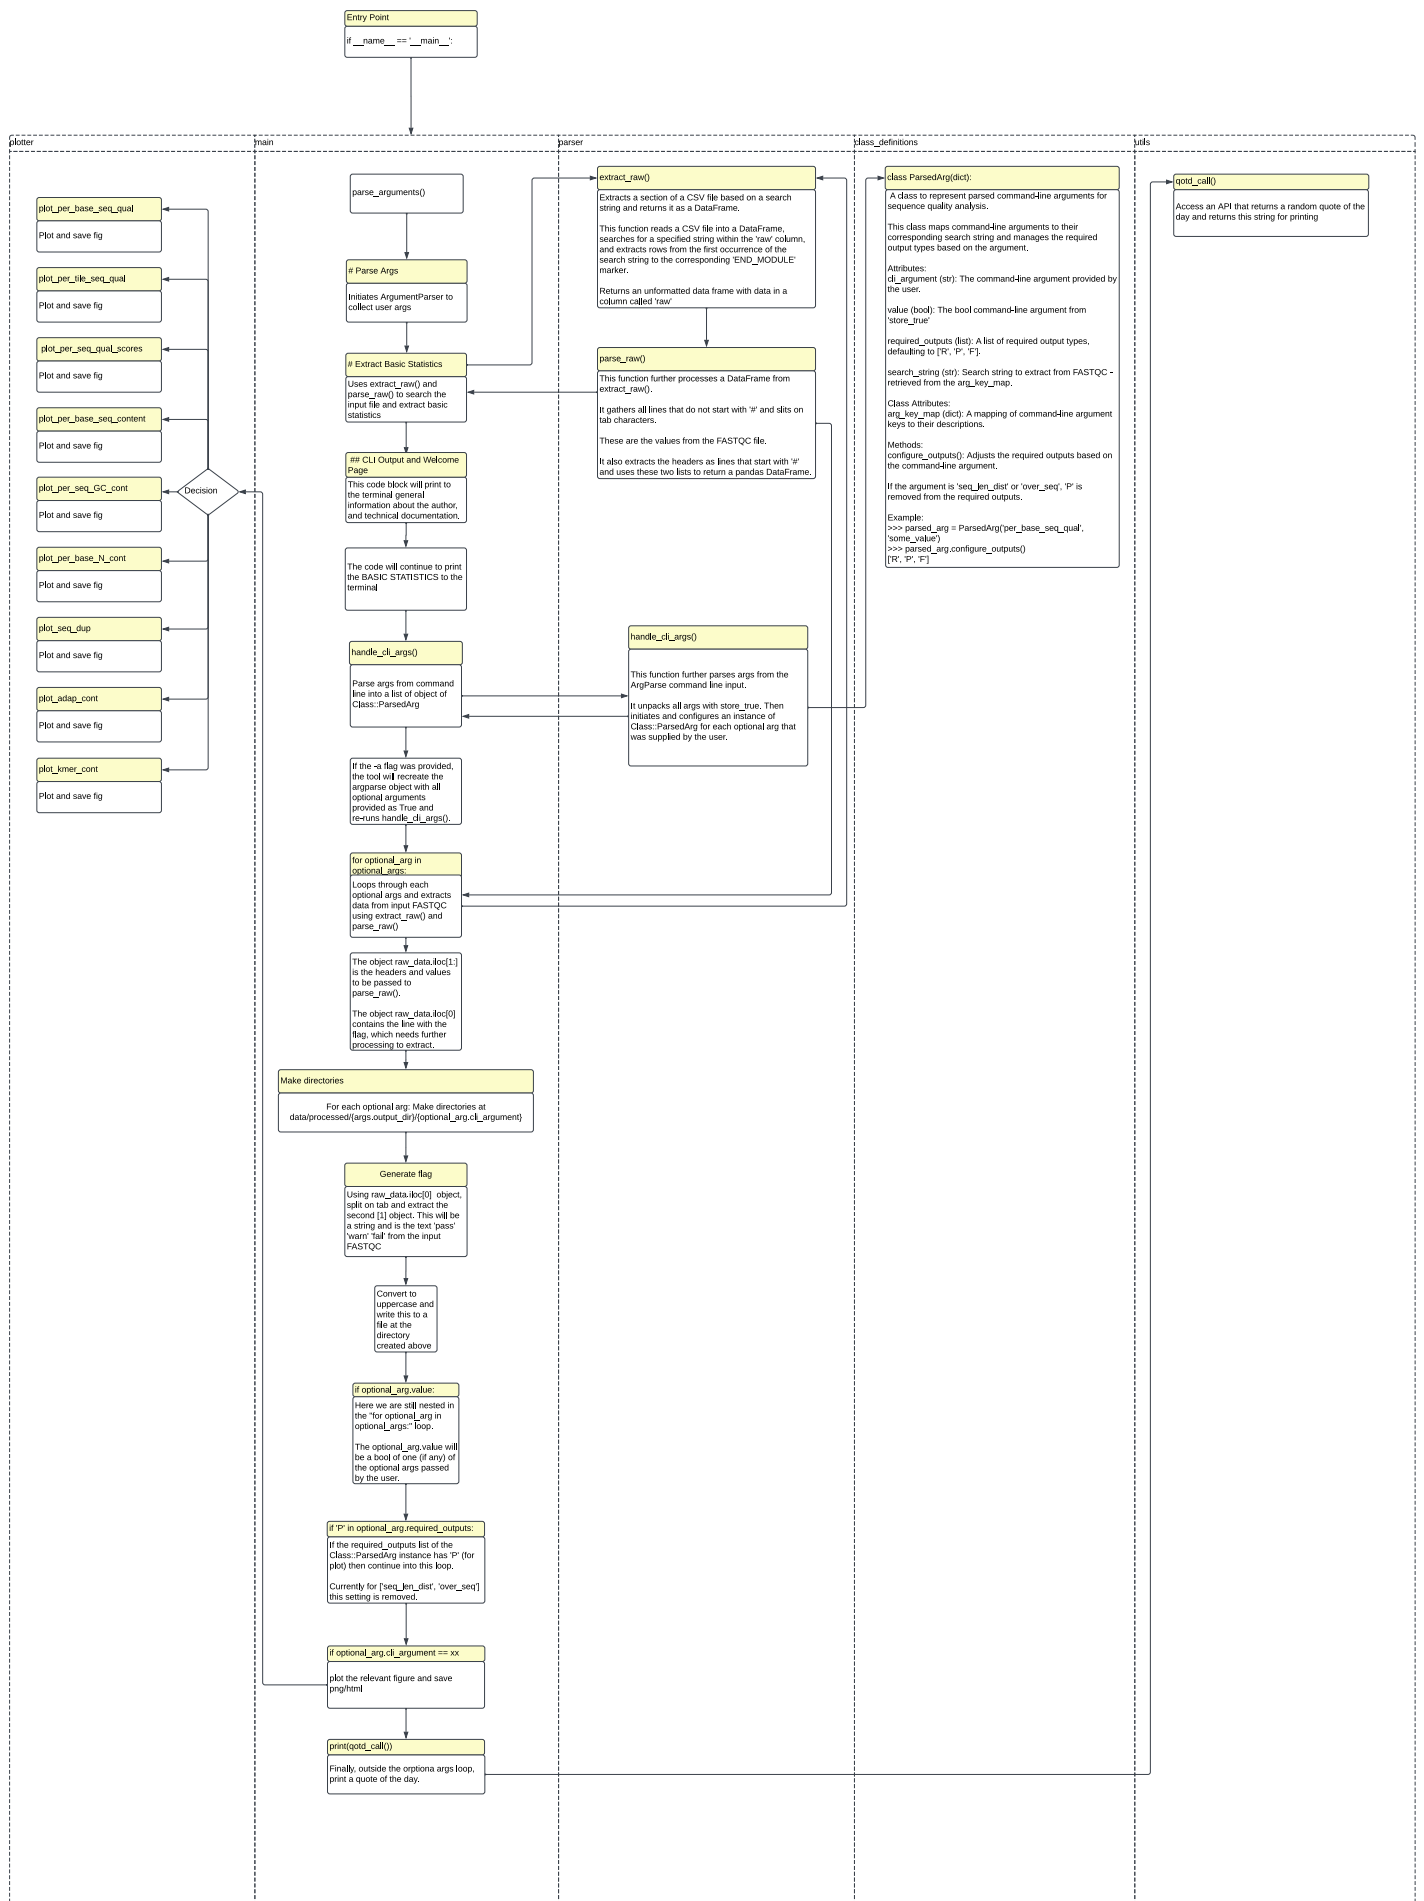 Entry Point
if __name__ == '__main__':
plotter
main
parser
class_definitions
utils
plot_per_base_seq_qual
Plot and save fig
plot_per_tile_seq_qual
Plot and save fig
plot_per_seq_qual_scores
Plot and save fig
plot_per_base_seq_content
Plot and save fig
plot_per_seq_GC_cont
Plot and save fig
plot_per_base_N_cont
Plot and save fig
plot_seq_dup
Plot and save fig
plot_adap_cont
Plot and save fig
plot_kmer_cont
Plot and save fig
Decision
parse_arguments()
# Parse Args
Initiates ArgumentParser to
collect user args
# Extract Basic Statistics
Uses extract_raw() and
parse_raw() to search the
input file and extract basic
statistics
## CLI Output and Welcome
Page
This code block will print to
the terminal general
information about the author,
and technical documentation.
The code will continue to print
the BASIC STATISTICS to the
terminal
handle_cli_args()
Parse args from command
line into a list of object of
Class::ParsedArg
If the -a flag was provided,
the tool will recreate the
argparse object with all
optional arguments
provided as True and
re-runs handle_cli_args().
for optional_arg in
optional_args:
Loops through each
optional args and extracts
data from input FASTQC
using extract_raw() and
parse_raw()
The object raw_data.iloc[1:]
is the headers and values
to be passed to
parse_raw().
The object raw_data.iloc[0]
contains the line with the
flag, which needs further
processing to extract.
Make directories
For each optional arg: Make directories at
data/processed/{args.output_dir}/{optional_arg.cli_argument}
Generate flag
Using raw_data.iloc[0]  object,
split on tab and extract the
second [1] object. This will be
a string and is the text 'pass'
'warn' 'fail' from the input
FASTQC
Convert to
uppercase and
write this to a
file at the
directory
created above
if optional_arg.value:
Here we are still nested in
the "for optional_arg in
optional_args:" loop.
The optional_arg.value will
be a bool of one (if any) of
the optional args passed
by the user.
if 'P' in optional_arg.required_outputs:
If the required_outputs list of the
Class::ParsedArg instance has 'P' (for
plot) then continue into this loop.
Currently for ['seq_len_dist', 'over_seq']
this setting is removed.
if optional_arg.cli_argument == xx
plot the relevant figure and save
png/html
print(qotd_call())
Finally, outside the orptiona args loop,
print a quote of the day.
extract_raw()
Extracts a section of a CSV file based on a search
string and returns it as a DataFrame.
This function reads a CSV file into a DataFrame,
searches for a specified string within the 'raw' column,
and extracts rows from the first occurrence of the
search string to the corresponding 'END_MODULE'
marker.
Returns an unformatted data frame with data in a
column called 'raw'
parse_raw()
This function further processes a DataFrame from
extract_raw().
It gathers all lines that do not start with '#' and slits on
tab characters.
These are the values from the FASTQC file.
It also extracts the headers as lines that start with '#'
and uses these two lists to return a pandas DataFrame.
handle_cli_args()
This function further parses args from the
ArgParse command line input.
It unpacks all args with store_true. Then
initiates and configures an instance of
Class::ParsedArg for each optional arg that
was supplied by the user.
class ParsedArg(dict):
A class to represent parsed command-line arguments for
sequence quality analysis.
This class maps command-line arguments to their
corresponding search string and manages the required
output types based on the argument.
Attributes:
cli_argument (str): The command-line argument provided by
the user.
value (bool): The bool command-line argument from
'store_true'
required_outputs (list): A list of required output types,
defaulting to ['R', 'P', 'F'].
search_string (str): Search string to extract from FASTQC -
retrieved from the arg_key_map.
Class Attributes:
arg_key_map (dict): A mapping of command-line argument
keys to their descriptions.
Methods:
configure_outputs(): Adjusts the required outputs based on
the command-line argument.
If the argument is 'seq_len_dist' or 'over_seq', 'P' is
removed from the required outputs.
Example:
>>> parsed_arg = ParsedArg('per_base_seq_qual',
'some_value')
>>> parsed_arg.configure_outputs()
['R', 'P', 'F']
qotd_call()
Access an API that returns a random quote of the
day and returns this string for printing